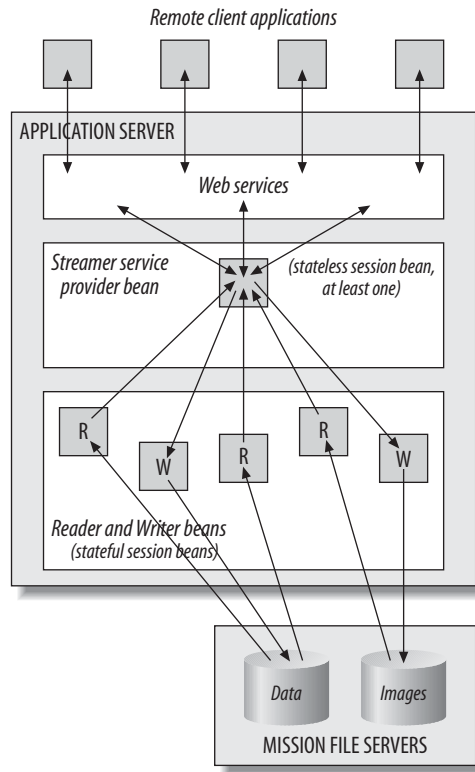 Remote client applications
APPLICATION SERVER
Web services
Streamer service
provider bean
(stateless session bean,
at least one)
R
W
R
R
W
Reader and Writer beans
(stateful session beans)
Data
Images
MISSION FILE SERVERS